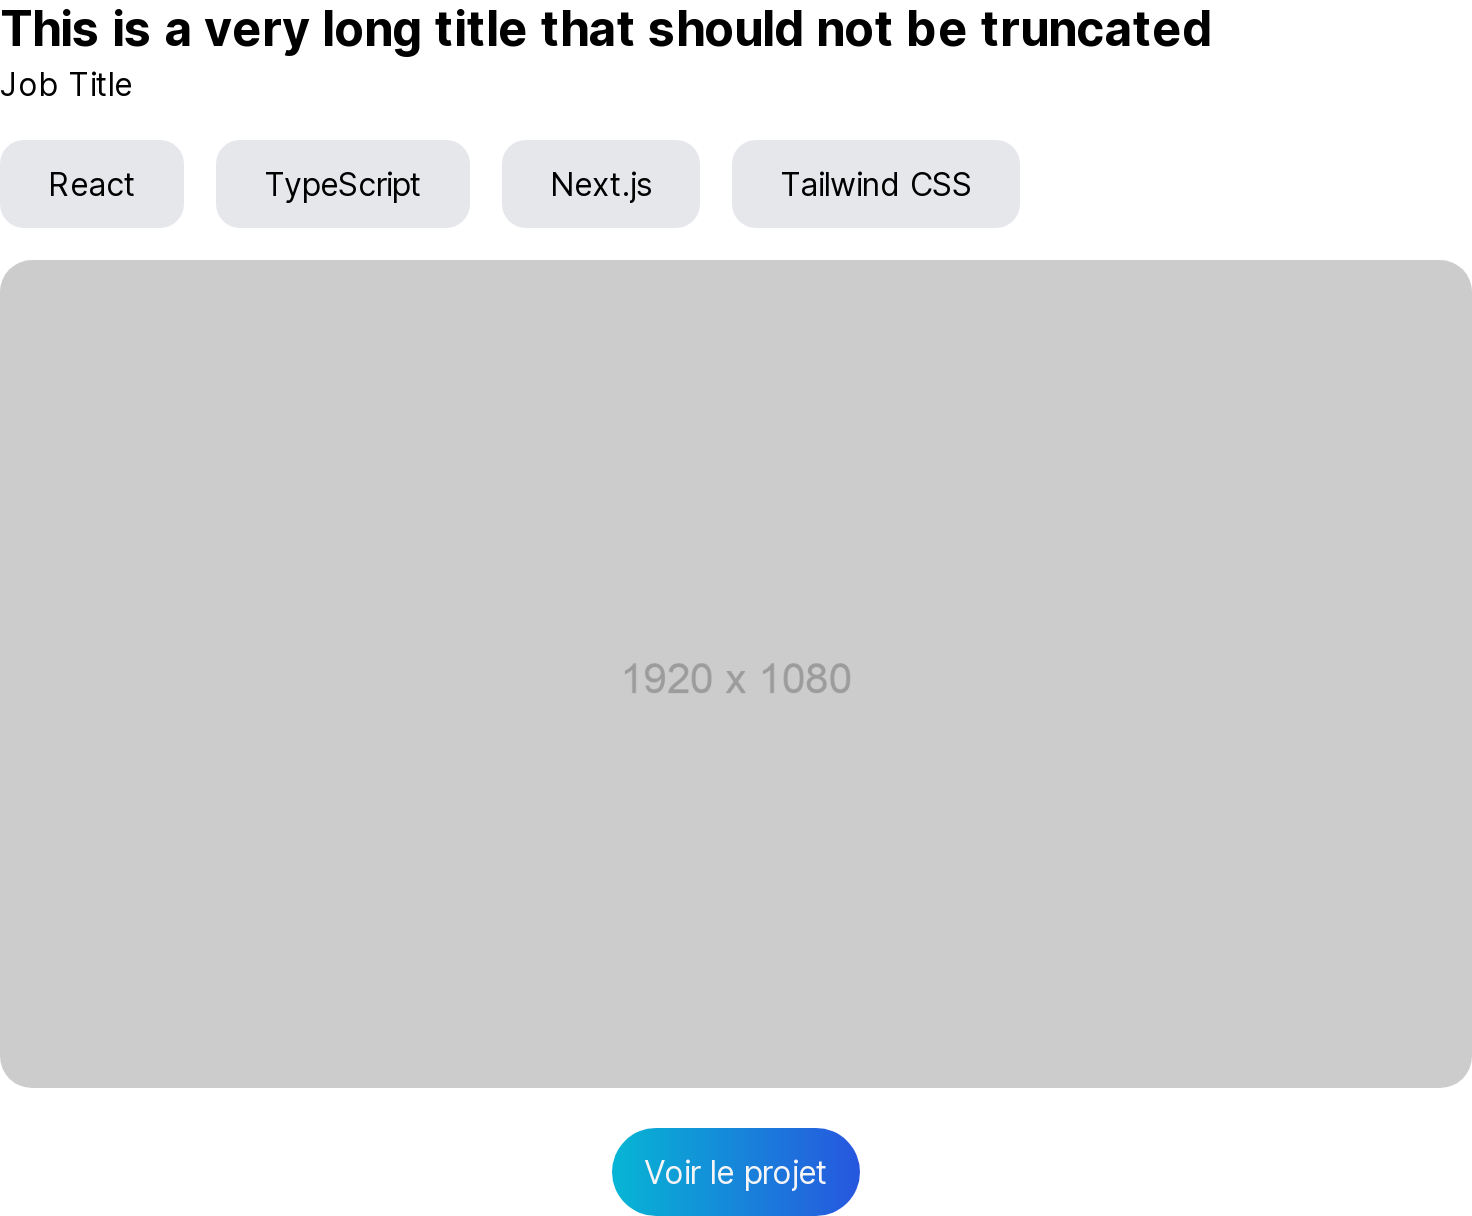 This is a very long title that should not be truncated
Job Title
React TypeScript Next.js Tailwind CSS
1920 x 1080
Voir le projet